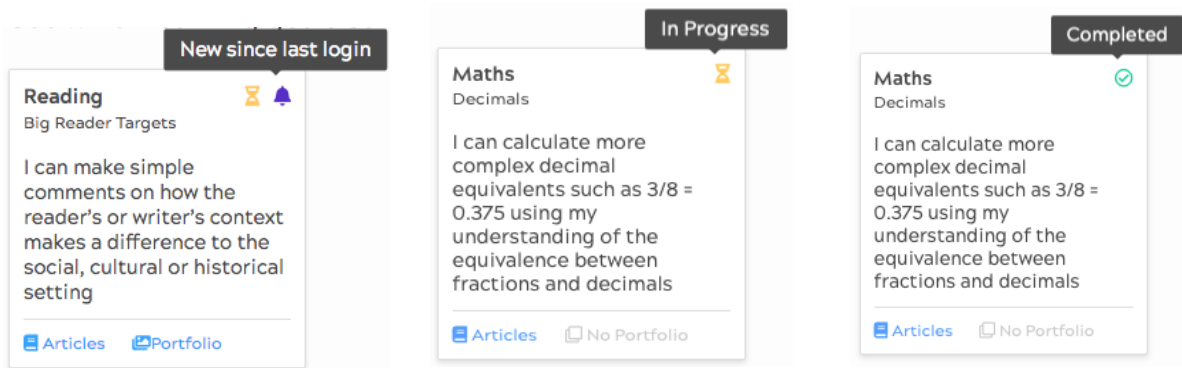 New since last login
Reading
Big Reader Targets
I can make simple
comments on how the
reader's or writer's context
makes a difference to the
social, cultural or historical
setting
Articles
Portfolio
In Progress
Maths
Decimals
I can calculate more
complex decimal
equivalents such as 3/8 =
0.375 using my
understanding of the
equivalence between
fractions and decimals
Articles
No Portfolio
Completed
Maths
Decimals
I can calculate more
complex decimal
equivalents such as 3/8 =
0.375 using my
understanding of the
equivalence between
fractions and decimals
Articles
No Portfolio